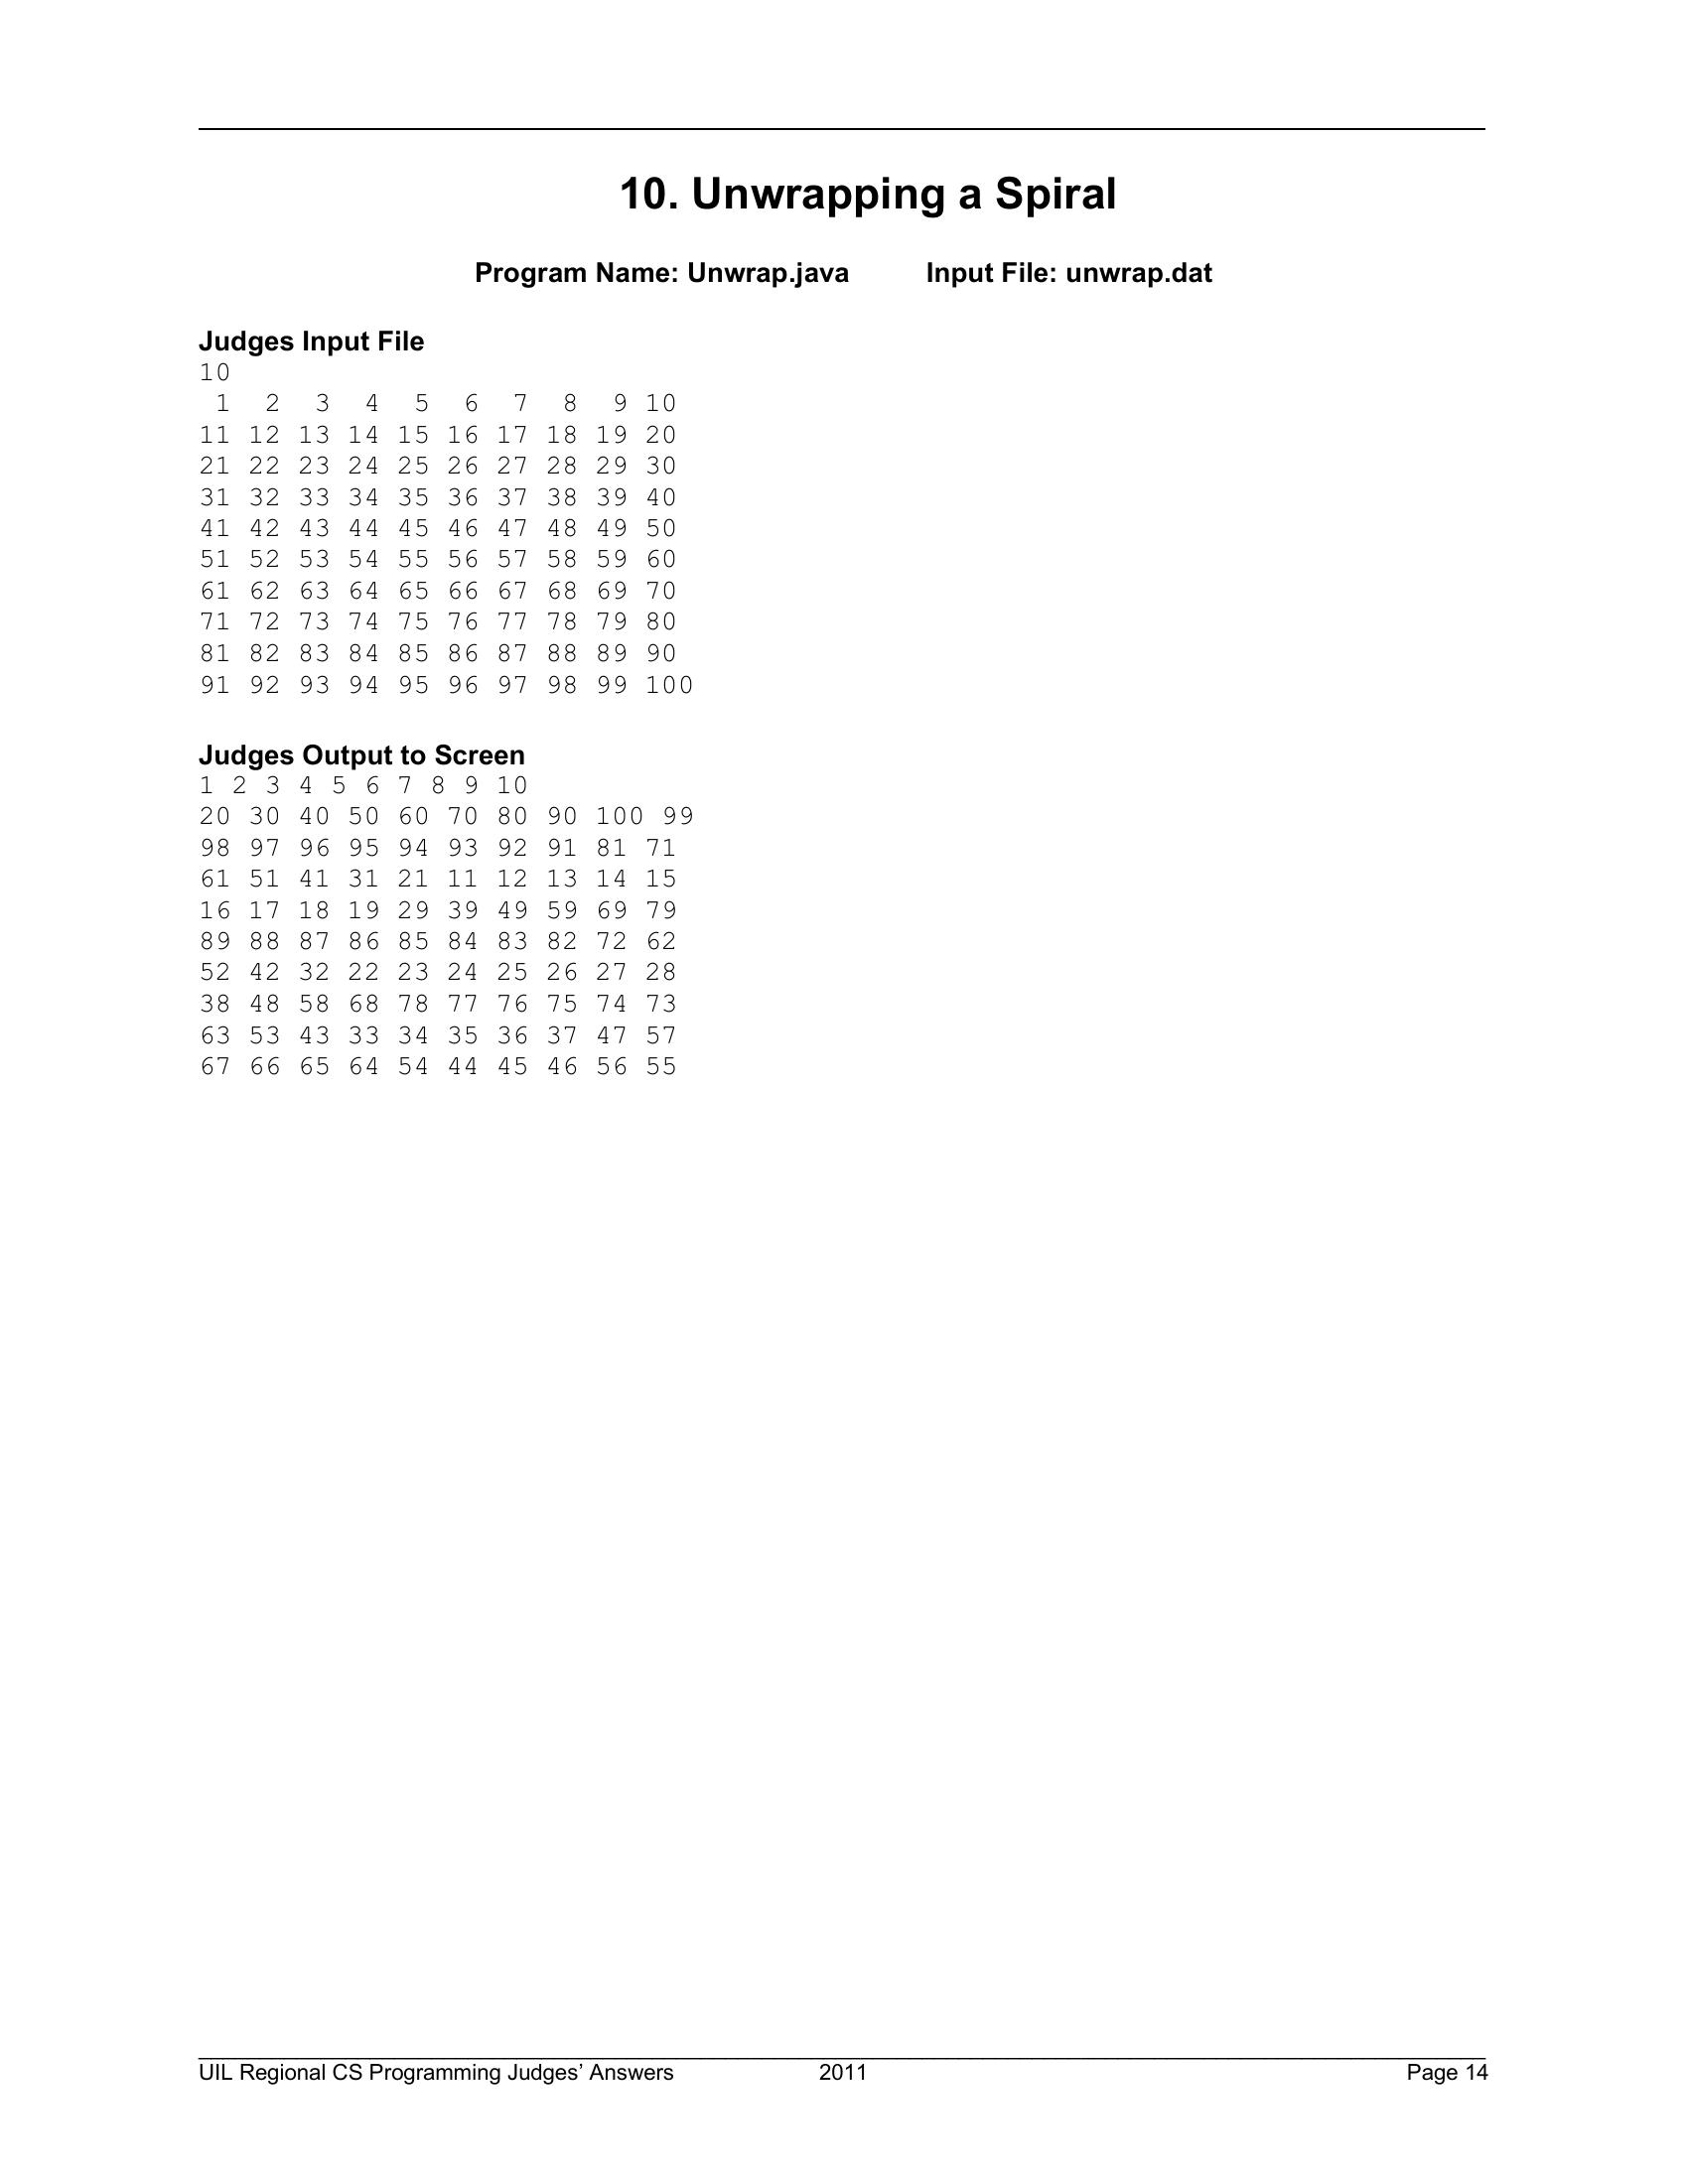 10. Unwrapping a Spiral
Program Name: Unwrap.java Input File: unwrap.dat
Judges Input File
10
1 2 3 4 5 6 7 8 9 10
11 12 13 14 15 16 17 18 19 20
21 22 23 24 25 26 27 28 29 30
31 32 33 34 35 36 37 38 39 40
41 42 43 44 45 46 47 48 49 50
51 52 53 54 55 56 57 58 59 60
61 62 63 64 65 66 67 68 69 70
71 72 73 74 75 76 77 78 79 80
81 82 83 84 85 86 87 88 89 90
91 92 93 94 95 96 97 98 99 100
Judges Output to Screen
1 2 3 4 5 6 7 8 9 10
20 30 40 50 60 70 80 90 100 99
98 97 96 95 94 93 92 91 81 71
61 51 41 31 21 11 12 13 14 15
16 17 18 19 29 39 49 59 69 79
89 88 87 86 85 84 83 82 72 62
52 42 32 22 23 24 25 26 27 28
38 48 58 68 78 77 76 75 74 73
63 53 43 33 34 35 36 37 47 57
67 66 65 64 54 44 45 46 56 55
UIL Regional CS Programming Judges’ Answers 2011 Page 14